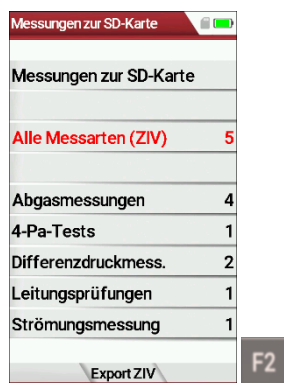 Messungen zur SD-Karte
Messungen zur SD-Karte
Alle Messarten (ZIV) 5
Abgasmessungen 4
4-Pa-Tests 1
Differenzdruckmess. 2
Leitungsprüfungen 1
Strömungsmessung 1
Export ZIV
F2